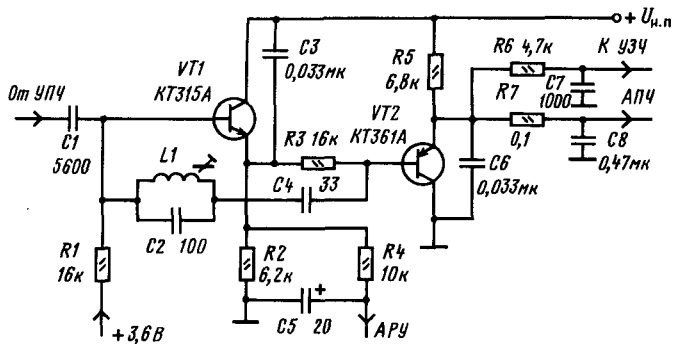 + Uи.п
C3
0,033мк
R5
6,8к
R6 4,7к
К УЗЧ
VT1
КТ315А
От УПЧ
C1
5600
R3 16к
VT2
КТ361А
C7
1000
R7
0,1
АПЧ
C8
0,47мк
L1
C2 100
C4
33
C6
0,033мк
R1
16к
R2
6,2к
R4
10к
+
C5 20
АРУ
+3,6В